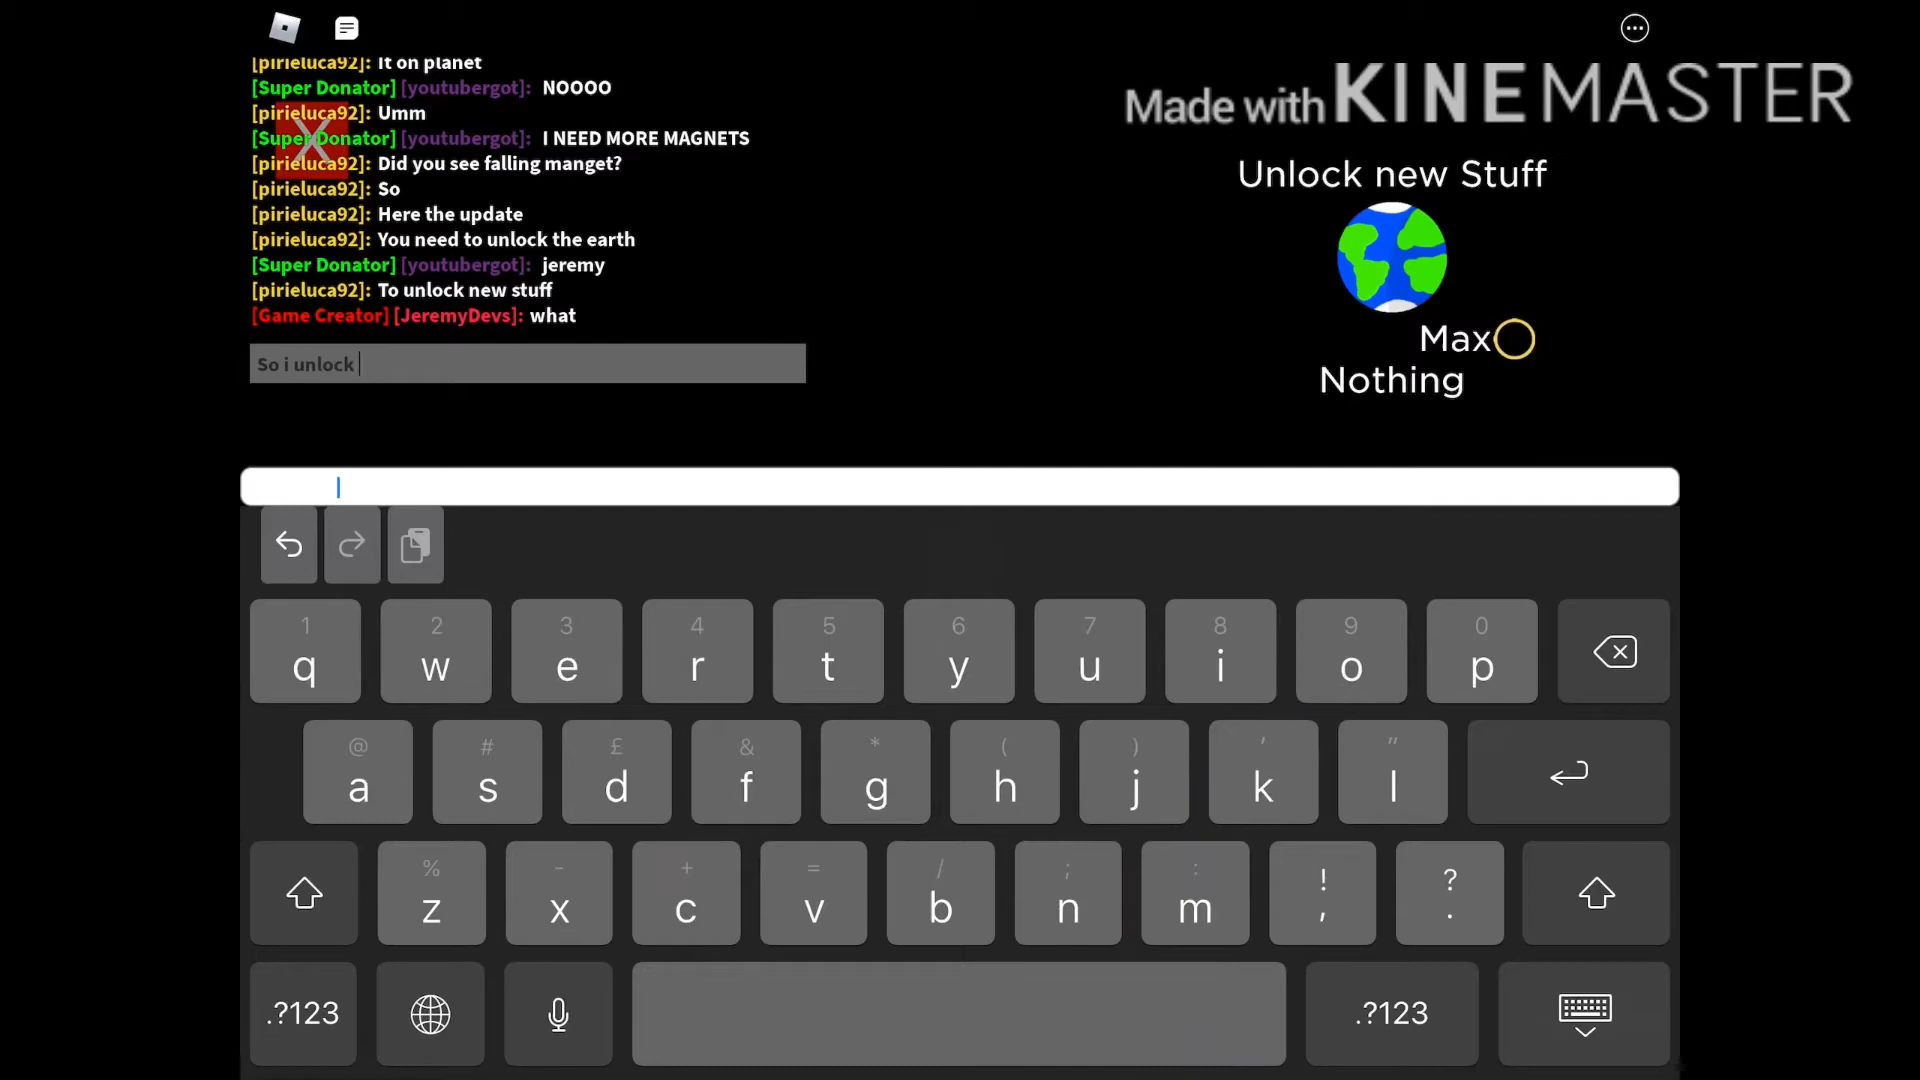 [pirieluca92]: It on planet
[Super Donator] [youtubergot]: NOOOO
[pirieluca92]: Umm
[Super Donator] [youtubergot]: I NEED MORE MAGNETS
[pirieluca92]: Did you see falling manget?
[pirieluca92]: So
[pirieluca92]: Here the update
[pirieluca92]: You need to unlock the earth
[Super Donator] [youtubergot]: jeremy
[pirieluca92]: To unlock new stuff
[Game Creator] [JeremyDevs]: what
So i unlock
X
Made with KINEMASTER
Unlock new Stuff
Max
Nothing
1 2 3 4 5 6 7 8 9 0
q w e r t y u i o p
@ # £ & * ( ) ' "
a s d f g h j k l
% - + = / ; : ! ?
z x c v b n m , .
.?123 .?123